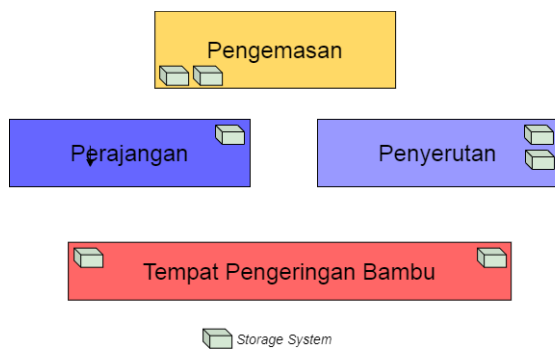 Pengemasan
Perajangan
Penyerutan
Tempat Pengeringan Bambu
Storage System